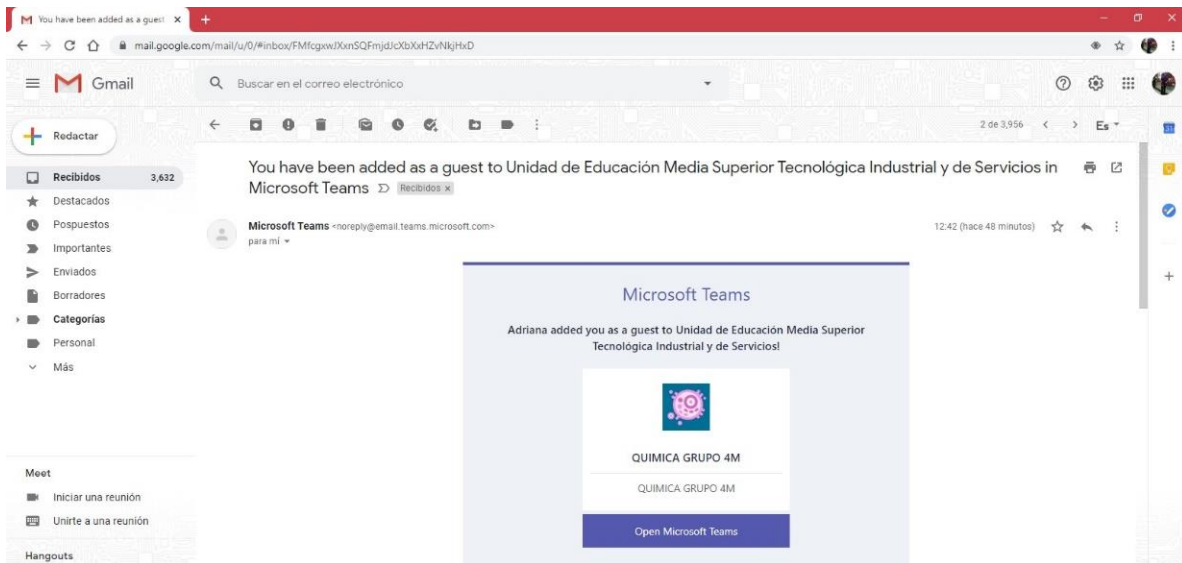 You have been added as a guest
mail.google.com/mail/u/0/#inbox/FMfcgxwJXxnSQFmjdJcXbXxHZvNkjHxD
Gmail
Buscar en el correo electrónico
Redactar
2 de 3,956
Es
31
Recibidos 3,632
Destacados
Pospuestos
Importantes
Enviados
Borradores
Categorías
Personal
Más
Meet
Iniciar una reunión
Unirte a una reunión
Hangouts
You have been added as a guest to Unidad de Educación Media Superior Tecnológica Industrial y de Servicios in
Microsoft Teams Recibidos x
Microsoft Teams <noreply@email.teams.microsoft.com>
12:42 (hace 48 minutos)
para mí
Microsoft Teams
Adriana added you as a guest to Unidad de Educación Media Superior
Tecnológica Industrial y de Servicios!
QUIMICA GRUPO 4M
QUIMICA GRUPO 4M
Open Microsoft Teams